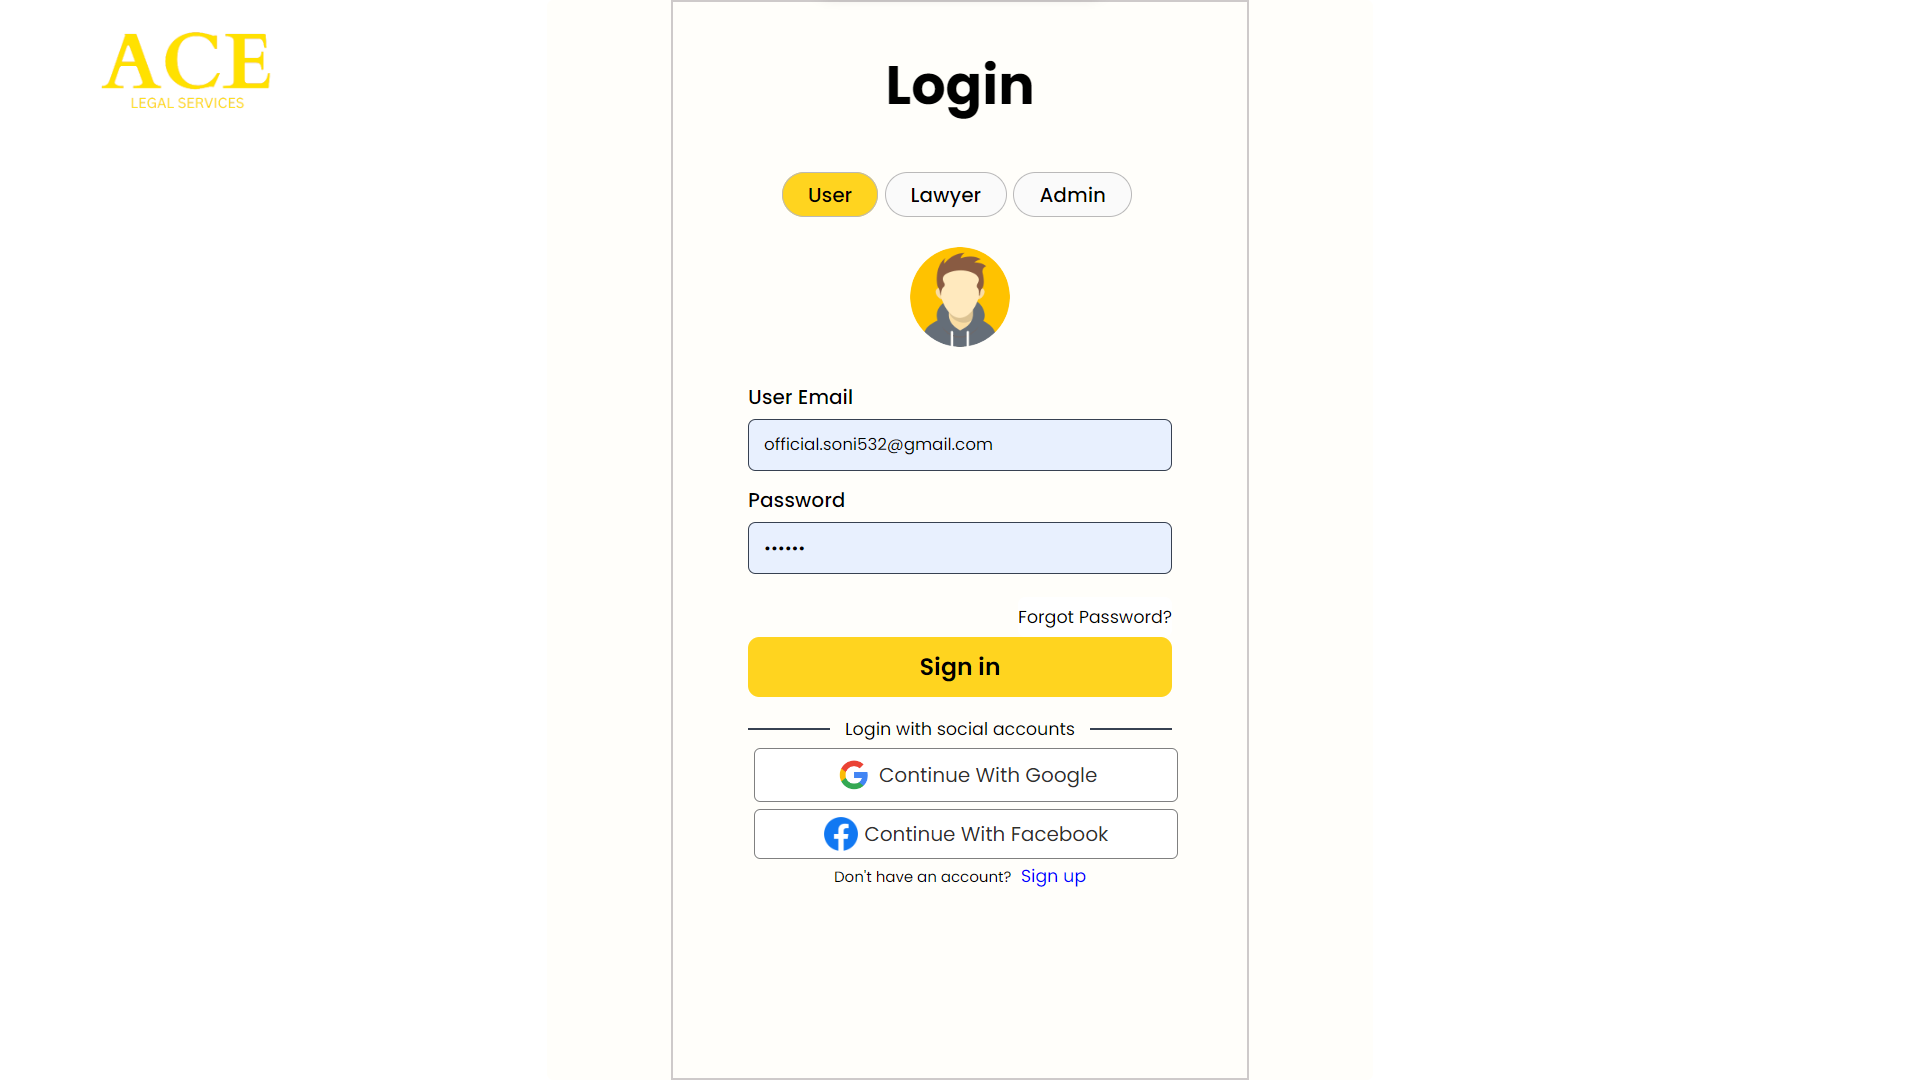 ACE
LEGAL SERVICES
Login
User Lawyer Admin
User Email
official.soni532@gmail.com
Password
••••••
Forgot Password?
Sign in
Login with social accounts
Continue With Google
Continue With Facebook
Don't have an account? Sign up